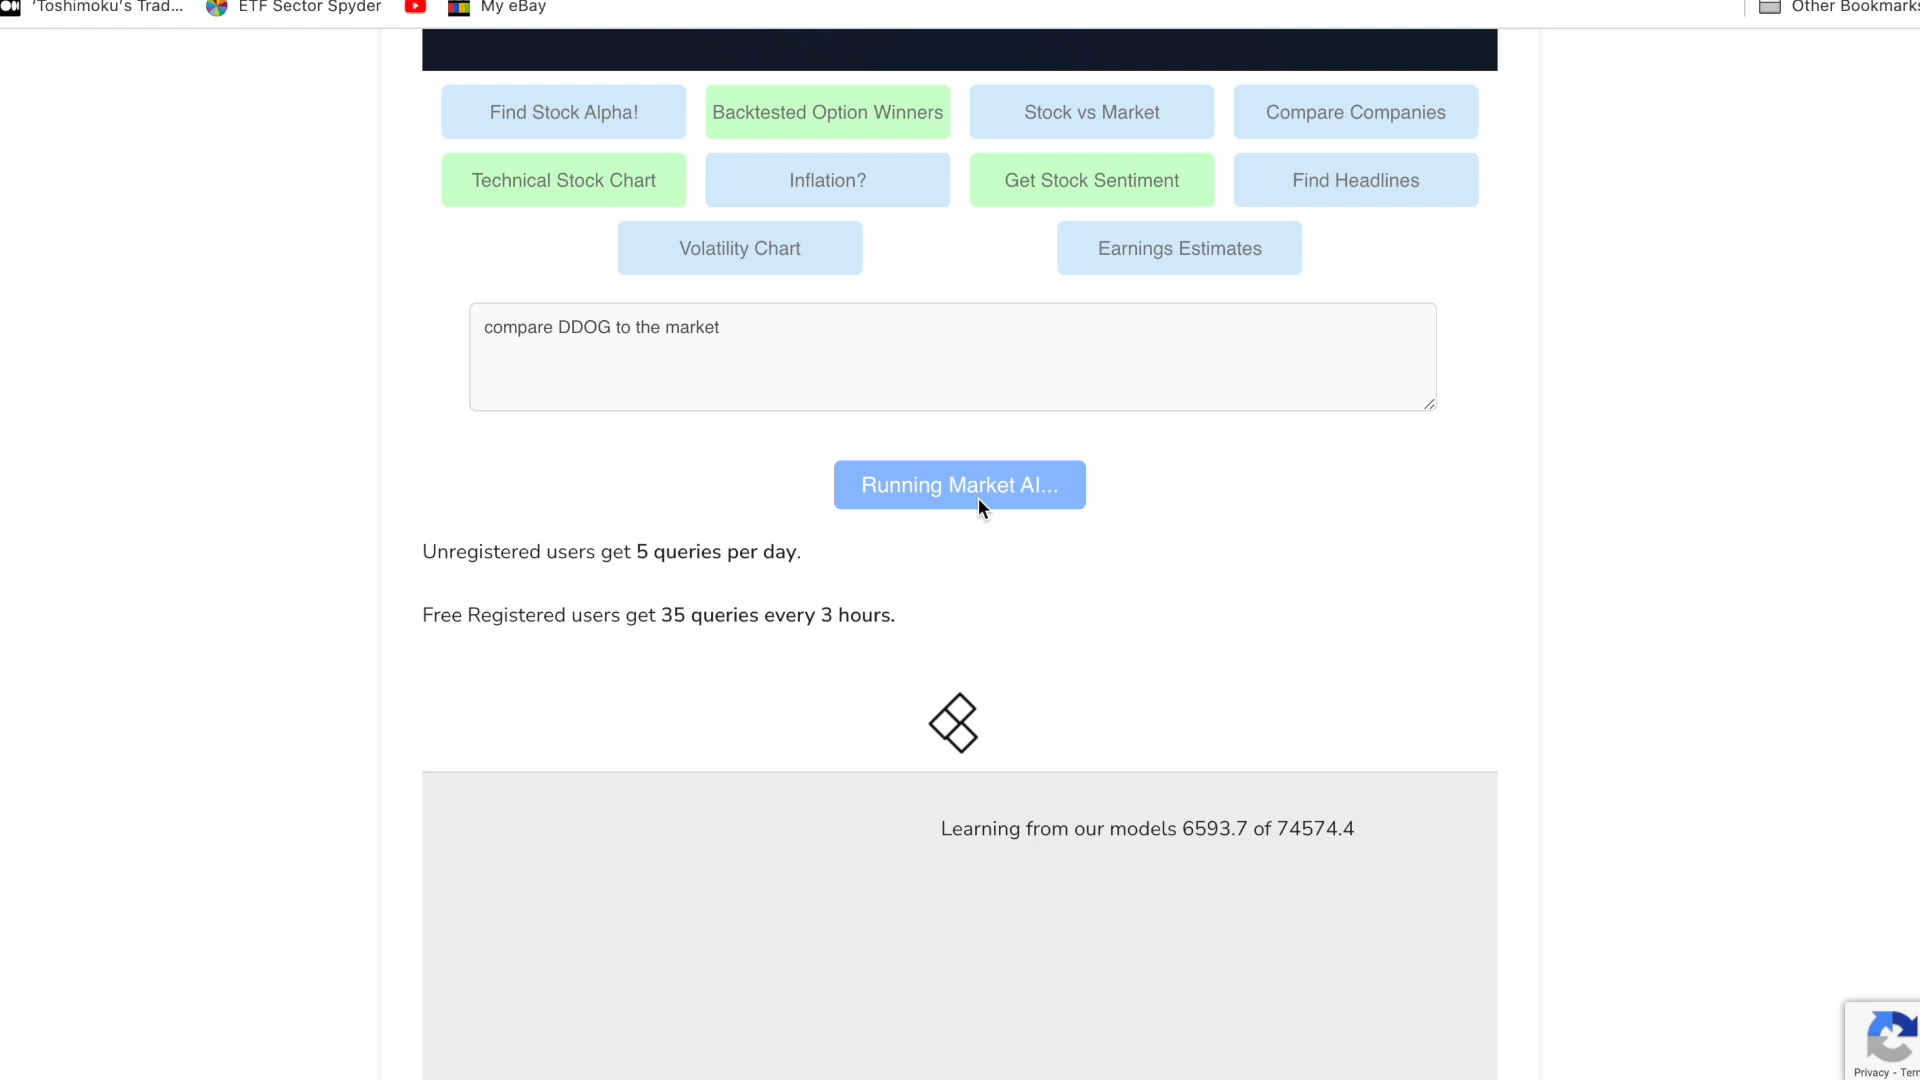 'Toshimoku's Trad... ETF Sector Spyder My eBay Other Bookmarks
Find Stock Alpha! Backtested Option Winners Stock vs Market Compare Companies
Technical Stock Chart Inflation? Get Stock Sentiment Find Headlines
Volatility Chart Earnings Estimates
compare DDOG to the market
Running Market AI...
Unregistered users get 5 queries per day.
Free Registered users get 35 queries every 3 hours.
Learning from our models 6593.7 of 74574.4
Privacy - Terr